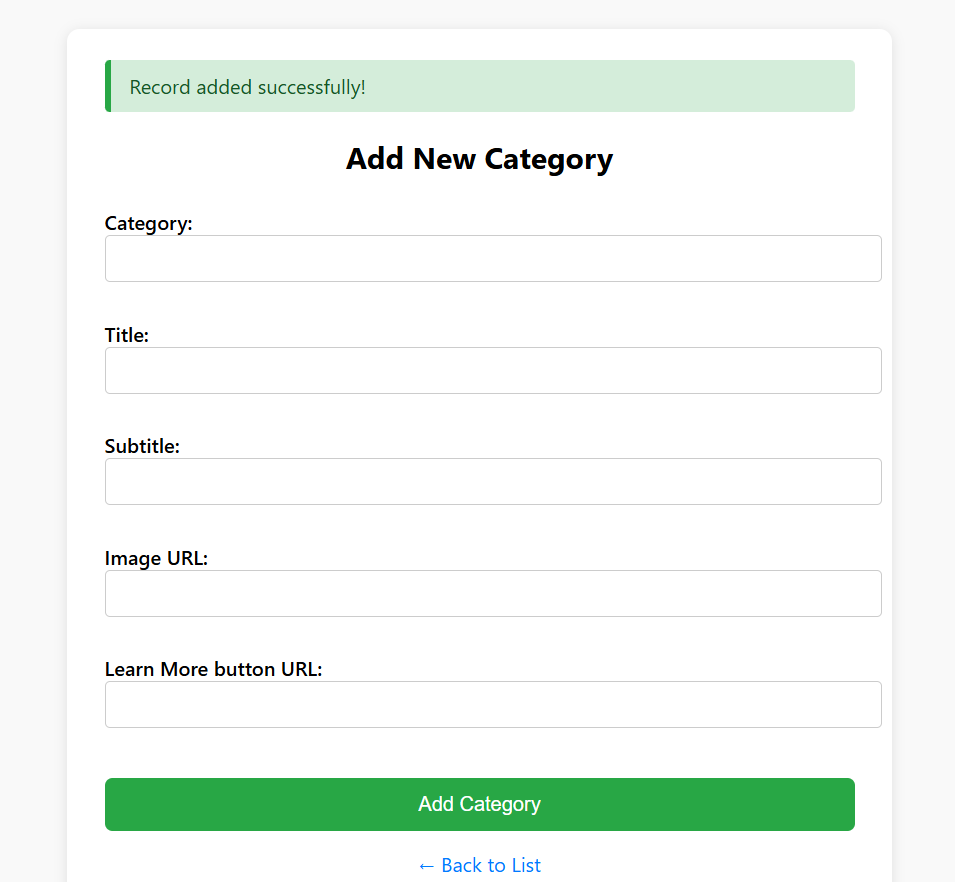 Record added successfully!
Add New Category
Category:
Title:
Subtitle:
Image URL:
Learn More button URL:
Add Category
← Back to List